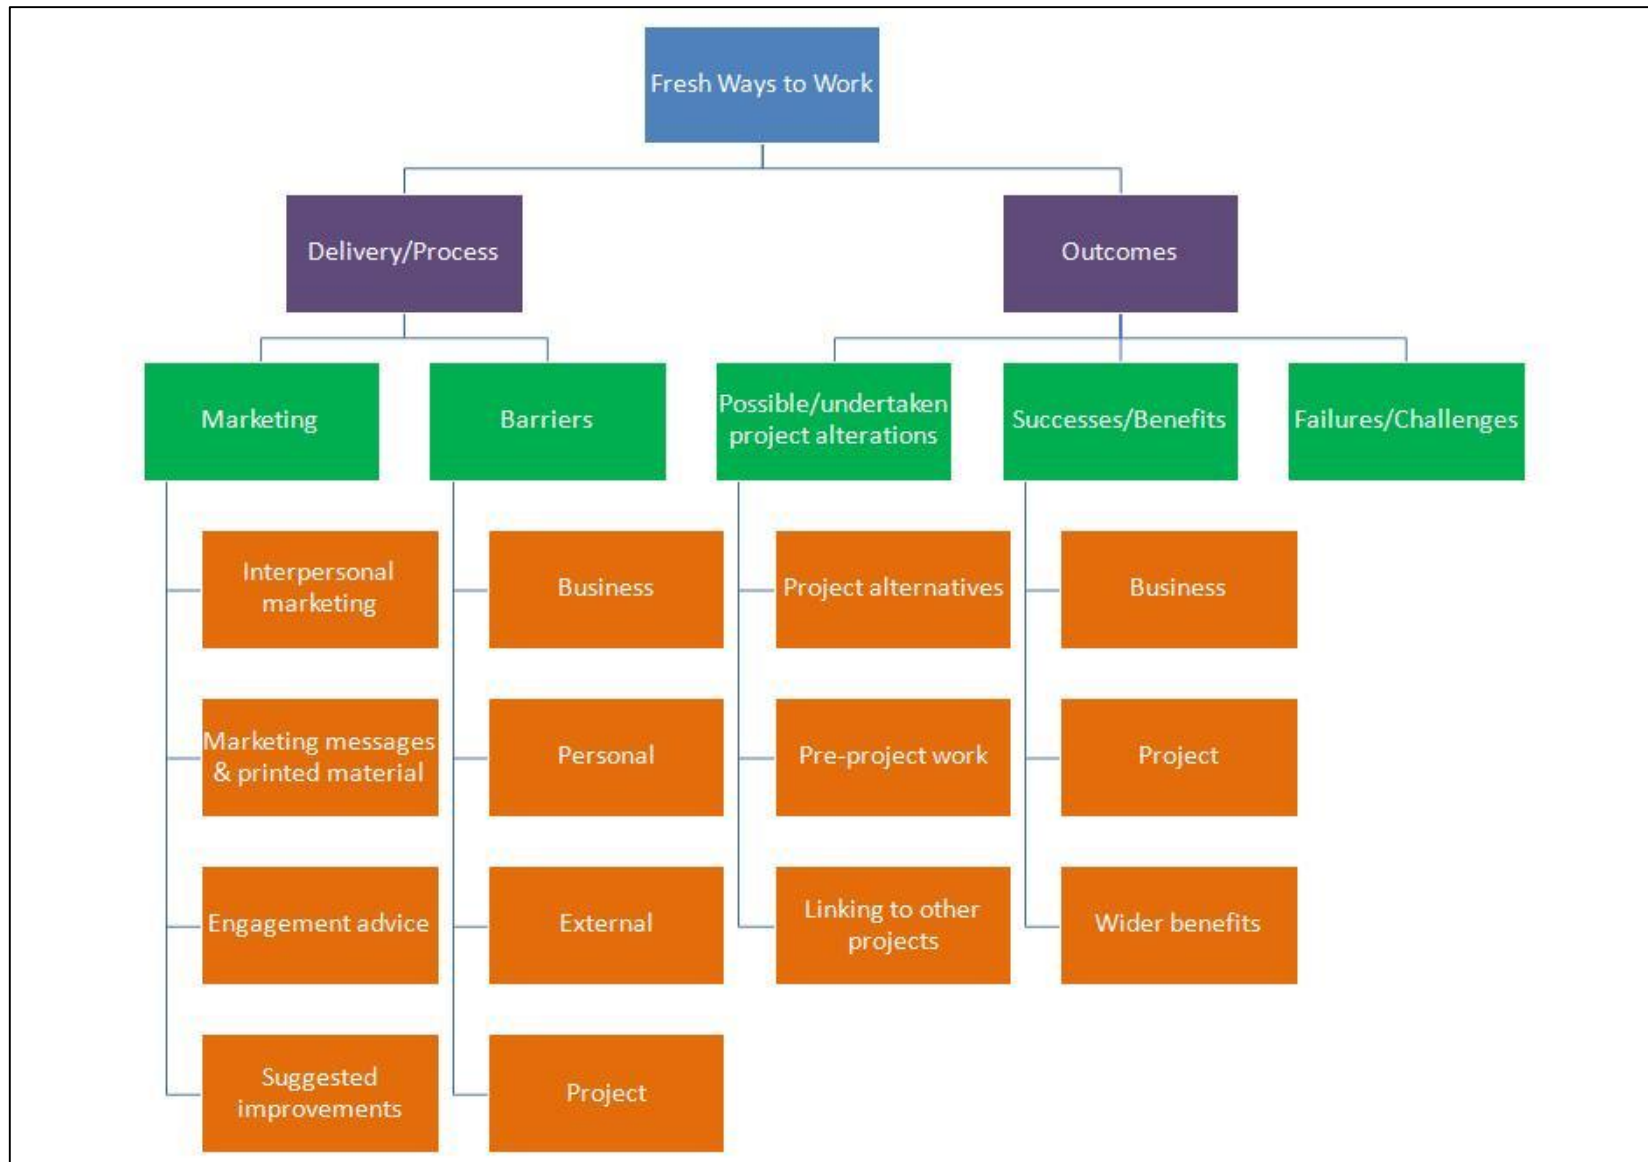 Fresh Ways to Work
Delivery/Process
Outcomes
Marketing
Barriers
Possible/undertaken
project alterations
Successes/Benefits
Failures/Challenges
Interpersonal
marketing
Business
Project alternatives
Business
Marketing messages
& printed material
Personal
Pre-project work
Project
Engagement advice
External
Linking to other
projects
Wider benefits
Suggested
improvements
Project